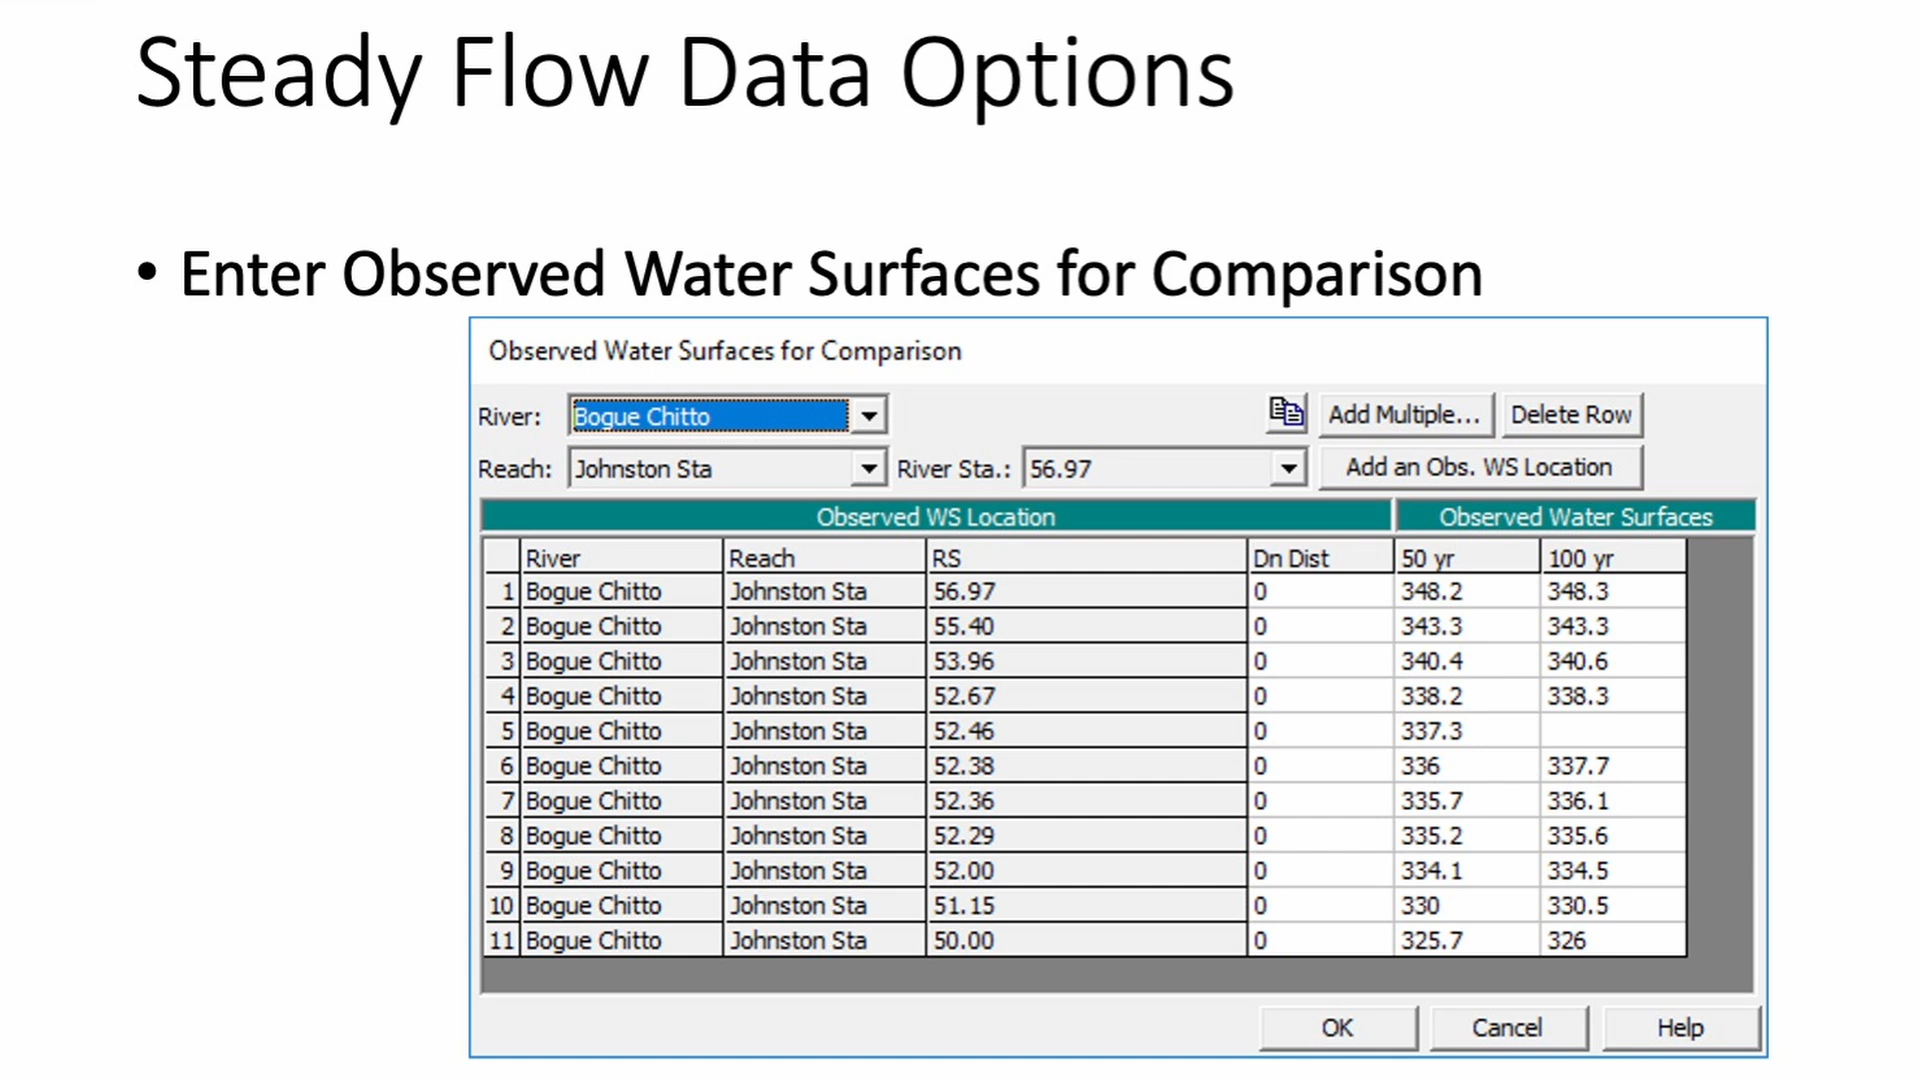 Steady Flow Data Options
• Enter Observed Water Surfaces for Comparison
Observed Water Surfaces for Comparison
River: Bogue Chitto Add Multiple... Delete Row
Reach: Johnston Sta River Sta.: 56.97 Add an Obs. WS Location
Observed WS Location Observed Water Surfaces
River Reach RS Dn Dist 50 yr 100 yr
1 Bogue Chitto Johnston Sta 56.97 0 348.2 348.3
2 Bogue Chitto Johnston Sta 55.40 0 343.3 343.3
3 Bogue Chitto Johnston Sta 53.96 0 340.4 340.6
4 Bogue Chitto Johnston Sta 52.67 0 338.2 338.3
5 Bogue Chitto Johnston Sta 52.46 0 337.3
6 Bogue Chitto Johnston Sta 52.38 0 336 337.7
7 Bogue Chitto Johnston Sta 52.36 0 335.7 336.1
8 Bogue Chitto Johnston Sta 52.29 0 335.2 335.6
9 Bogue Chitto Johnston Sta 52.00 0 334.1 334.5
10 Bogue Chitto Johnston Sta 51.15 0 330 330.5
11 Bogue Chitto Johnston Sta 50.00 0 325.7 326
OK Cancel Help